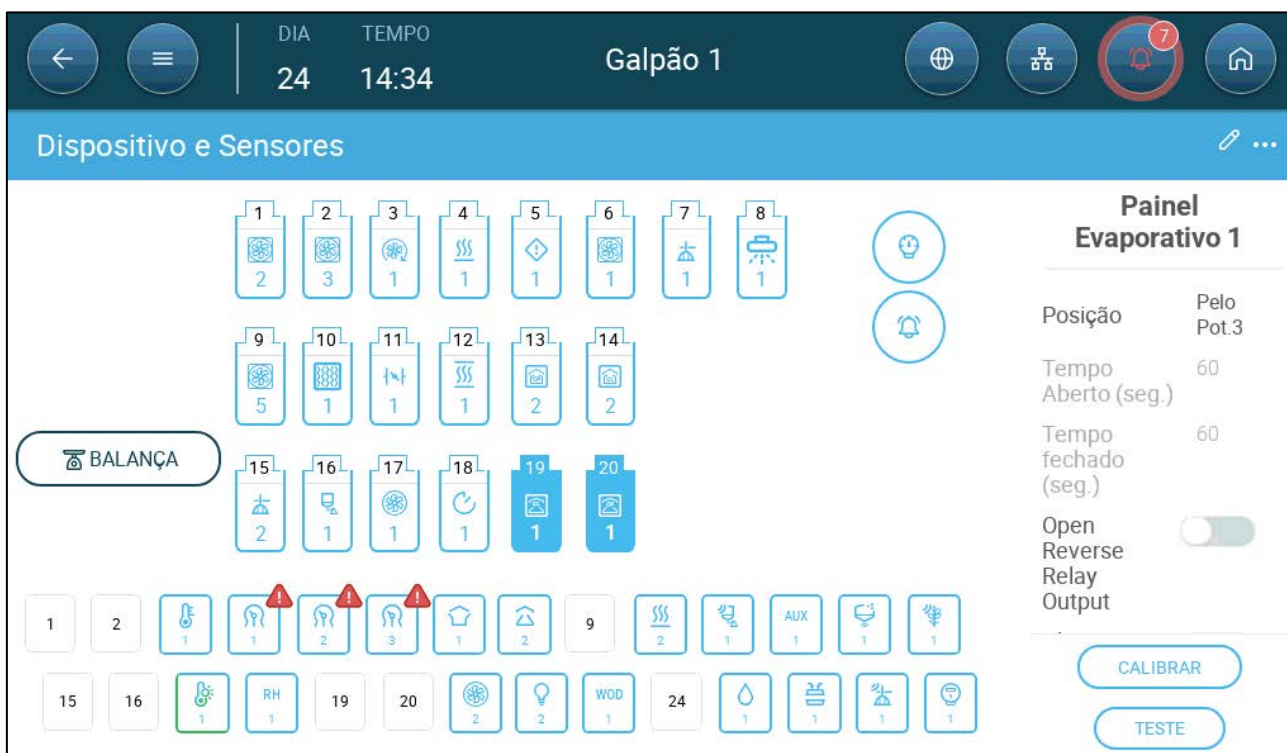 DIA TEMPO
7
24 14:34
Galpão 1
Dispositivo e Sensores
1 2 3 4 5 6 7 8
2 3 1 1 1 1 1 1
9 10 11 12 13 14
5 1 1 1 2 2
BALANÇA
15 16 17 18 19 20
2 1 1 1 1 1
1 2 9 AUX
1 1 2 3 1 2 2 1 1 1 1
15 16 RH 19 20 WOD 24
1 1 2 2 1 1 1 1 1
Painel
Evaporativo 1
Posição Pelo
Pot.3
Tempo 60
Aberto (seg.)
Tempo 60
fechado
(seg.)
Open
Reverse
Relay
Output
CALIBRAR
TESTE